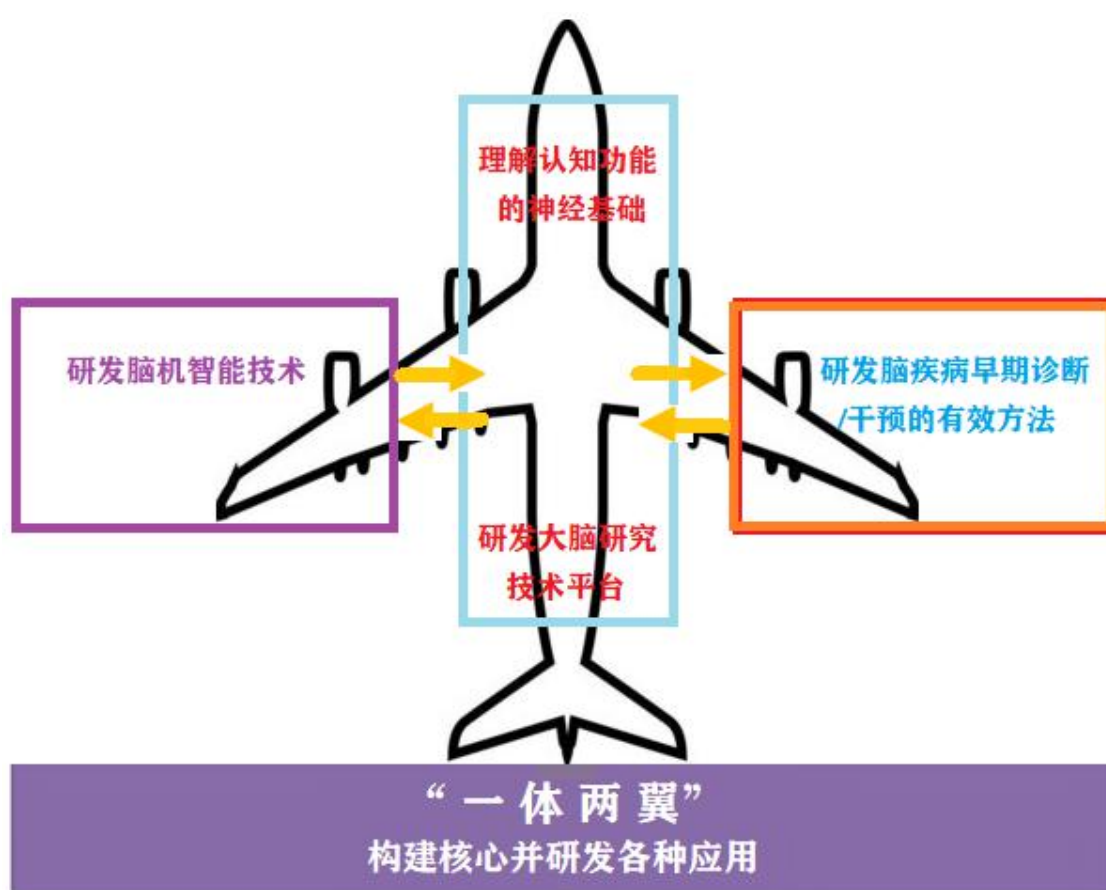 理解认知功能
的神经基础
研发脑机智能技术
研发脑疾病早期诊断
/干预的有效方法
研发大脑研究
技术平台
“一体两翼”
构建核心并研发各种应用